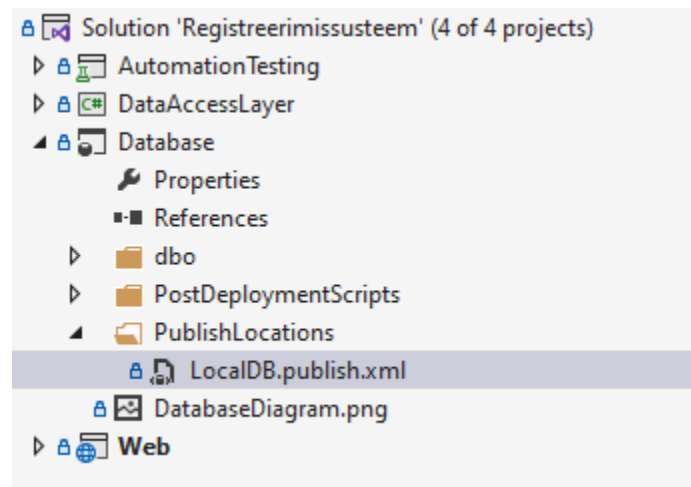 Solution 'Registreerimissusteem' (4 of 4 projects)
AutomationTesting
C# DataAccessLayer
Database
Properties
References
dbo
PostDeploymentScripts
PublishLocations
LocalDB.publish.xml
DatabaseDiagram.png
Web